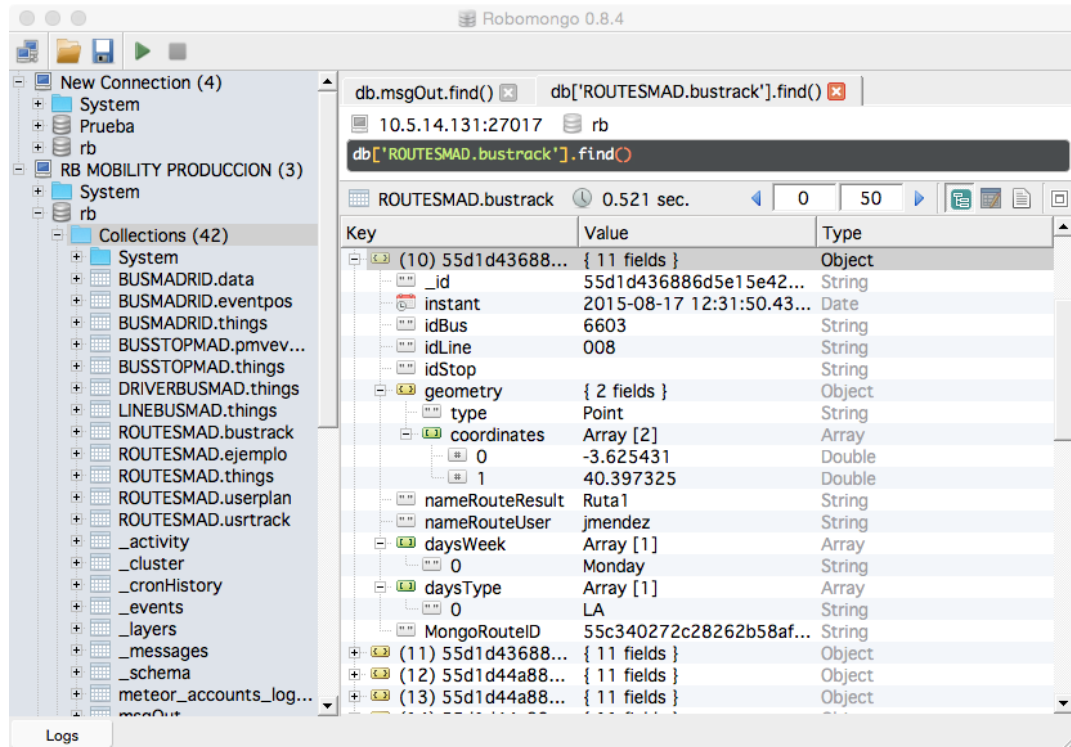 Robomongo 0.8.4
New Connection (4)
System
Prueba
rb
RB MOBILITY PRODUCCION (3)
System
rb
Collections (42)
System
BUSMADRID.data
BUSMADRID.eventpos
BUSMADRID.things
BUSSTOPMAD.pmvev...
BUSSTOPMAD.things
DRIVERBUSMAD.things
LINEBUSMAD.things
ROUTESMAD.bustrack
ROUTESMAD.ejemplo
ROUTESMAD.things
ROUTESMAD.userplan
ROUTESMAD.usrtrack
_activity
_cluster
_cronHistory
_events
_layers
_messages
_schema
meteor_accounts_log...
msgOut
db.msgOut.find() db['ROUTESMAD.bustrack'].find()
10.5.14.131:27017 rb
db['ROUTESMAD.bustrack'].find()
ROUTESMAD.bustrack 0.521 sec. 0 50
Key Value Type
(10) 55d1d43688... { 11 fields } Object
_id 55d1d436886d5e15e42... String
instant 2015-08-17 12:31:50.43... Date
idBus 6603 String
idLine 008 String
idStop String
geometry { 2 fields } Object
type Point String
coordinates Array [2] Array
0 -3.625431 Double
1 40.397325 Double
nameRouteResult Ruta1 String
nameRouteUser jmendez String
daysWeek Array [1] Array
0 Monday String
daysType Array [1] Array
0 LA String
MongoRouteID 55c340272c28262b58af... String
(11) 55d1d43688... { 11 fields } Object
(12) 55d1d44a88... { 11 fields } Object
(13) 55d1d44a88... { 11 fields } Object
Logs